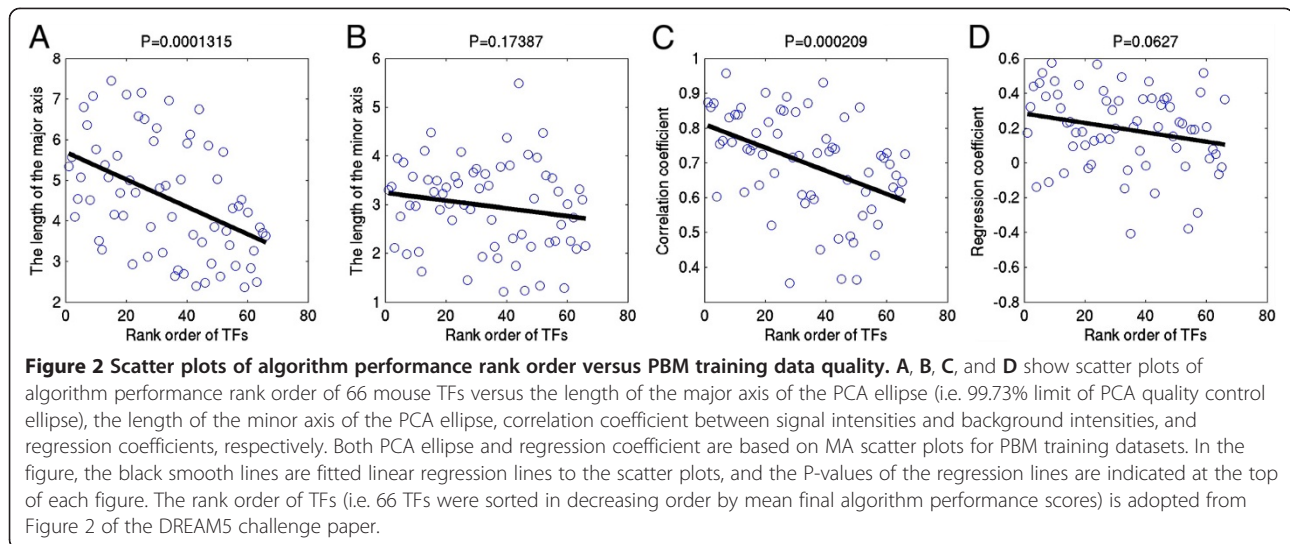 A
P=0.0001315
The length of the major axis
8
7
6
5
4
3
2
0 20 40 60 80
Rank order of TFs
B
P=0.17387
The length of the minor axis
6
5
4
3
2
1
0 20 40 60 80
Rank order of TFs
C
P=0.000209
Correlation coefficient
1
0.9
0.8
0.7
0.6
0.5
0.4
0 20 40 60 80
Rank order of TFs
D
P=0.0627
Regression coefficient
0.6
0.4
0.2
0
-0.2
-0.4
-0.6
-0.8
0 20 40 60 80
Rank order of TFs
Figure 2 Scatter plots of algorithm performance rank order versus PBM training data quality. A, B, C, and D show scatter plots of
algorithm performance rank order of 66 mouse TFs versus the length of the major axis of the PCA ellipse (i.e. 99.73% limit of PCA quality control
ellipse), the length of the minor axis of the PCA ellipse, correlation coefficient between signal intensities and background intensities, and
regression coefficients, respectively. Both PCA ellipse and regression coefficient are based on MA scatter plots for PBM training datasets. In the
figure, the black smooth lines are fitted linear regression lines to the scatter plots, and the P-values of the regression lines are indicated at the top
of each figure. The rank order of TFs (i.e. 66 TFs were sorted in decreasing order by mean final algorithm performance scores) is adopted from
Figure 2 of the DREAM5 challenge paper.